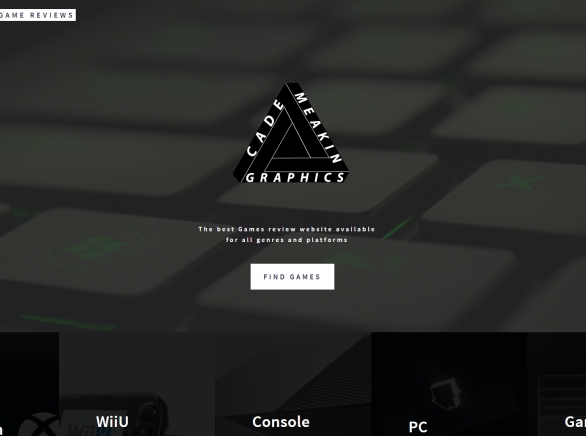 GAME REVIEWS
CADE
MEAKIN
GRAPHICS
The best Games review website available
for all genres and platforms
FIND GAMES
WiiU
Console
PC